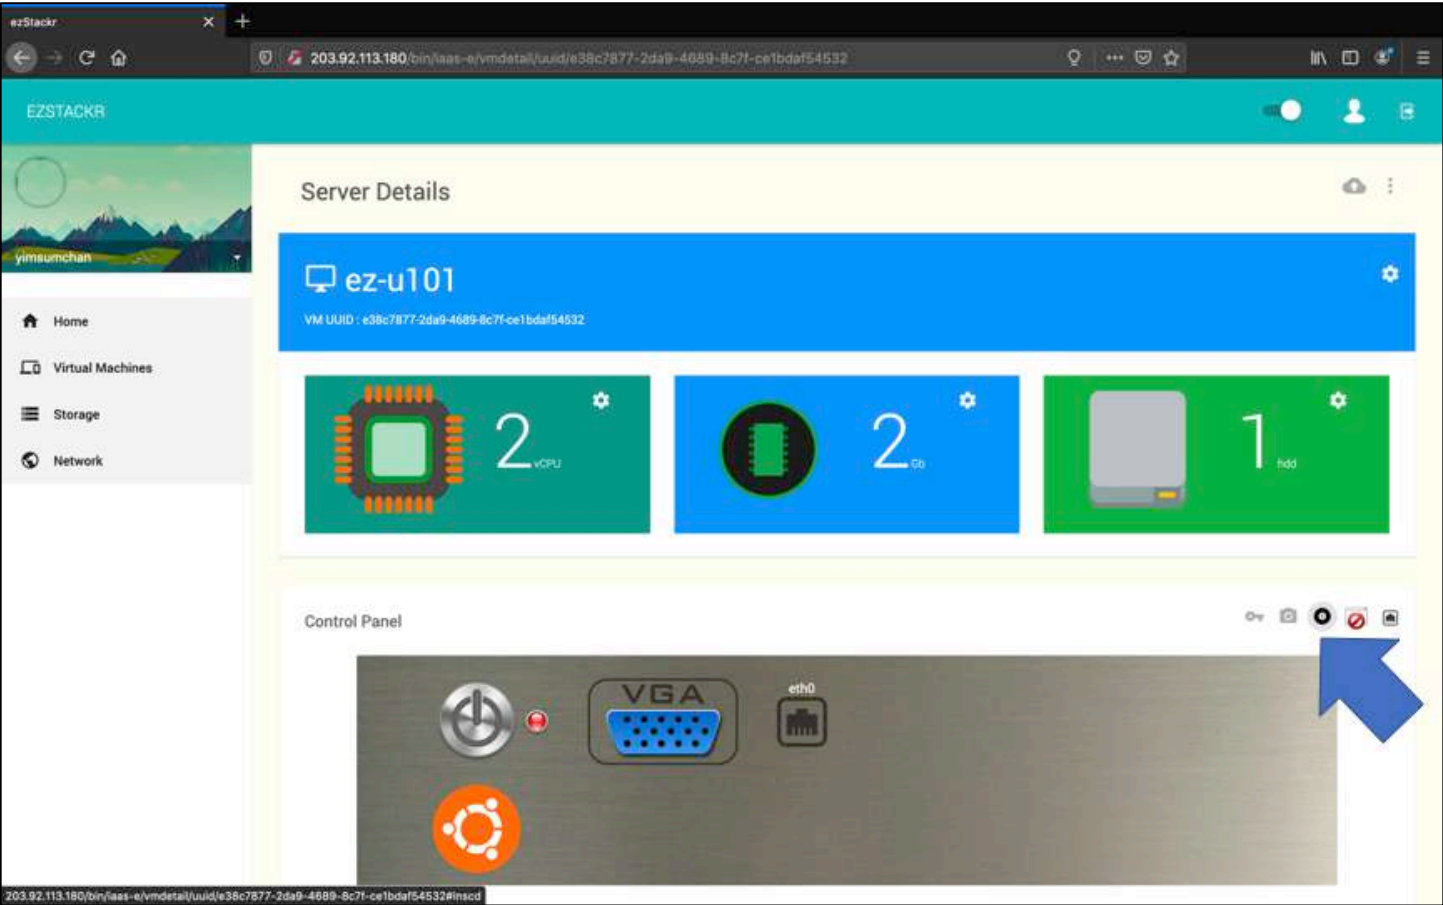 ezStackr
203.92.113.180/bin/iaas-e/vmdetail/uuid/e38c7877-2da9-4689-8c7f-ce1bdaf54532
EZSTACKR
yimsumchan
Home
Virtual Machines
Storage
Network
Server Details
ez-u101
VM UUID : e38c7877-2da9-4689-8c7f-ce1bdaf54532
2 vCPU
2 Gb
1 hdd
Control Panel
VGA
eth0
203.92.113.180/bin/iaas-e/vmdetail/uuid/e38c7877-2da9-4689-8c7f-ce1bdaf54532#inscd